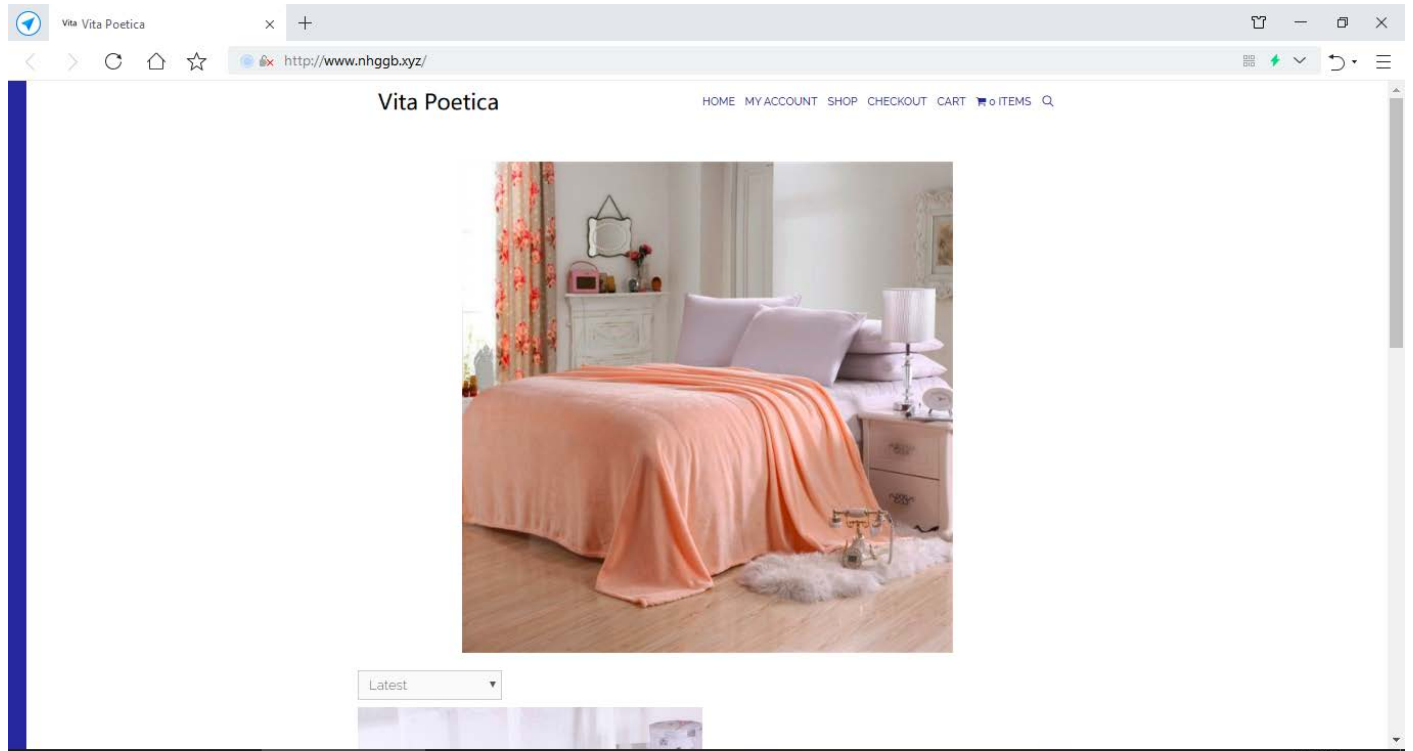 Vita Vita Poetica
http://www.nhggb.xyz/
Vita Poetica
HOME MY ACCOUNT SHOP CHECKOUT CART 0 ITEMS
Latest